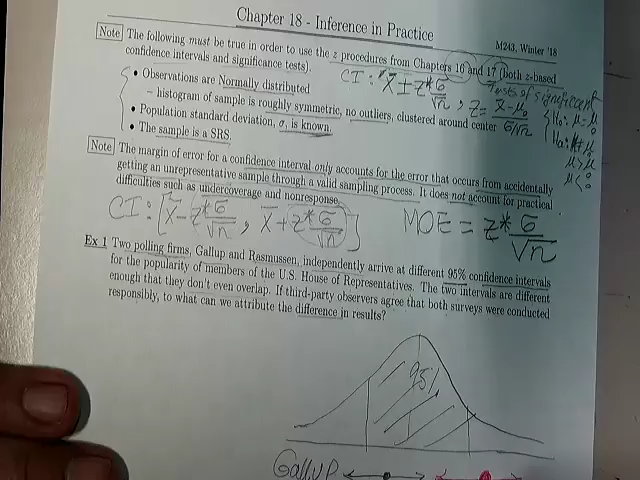 Chapter 18 - Inference in Practice
M243, Winter '18
Note The following must be true in order to use the z procedures from Chapters 16 and 17 (both z-based
confidence intervals and significance tests).
CI: x̄ ± z* σ/√n , z = x̄ - μ₀ / σ/√n
Tests of significant
H₀: μ = μ₀
Hₐ: μ ≠ μ₀
μ > μ₀
μ < μ₀
• Observations are Normally distributed
– histogram of sample is roughly symmetric, no outliers, clustered around center
• Population standard deviation, σ, is known.
• The sample is a SRS.
Note The margin of error for a confidence interval only accounts for the error that occurs from accidentally
getting an unrepresentative sample through a valid sampling process. It does not account for practical
difficulties such as undercoverage and nonresponse.
CI: [x̄ - z* σ/√n , x̄ + z* σ/√n] MOE = z* σ/√n
Ex 1 Two polling firms, Gallup and Rasmussen, independently arrive at different 95% confidence intervals
for the popularity of members of the U.S. House of Representatives. The two intervals are different
enough that they don't even overlap. If third-party observers agree that both surveys were conducted
responsibly, to what can we attribute the difference in results?
95%
Gallup